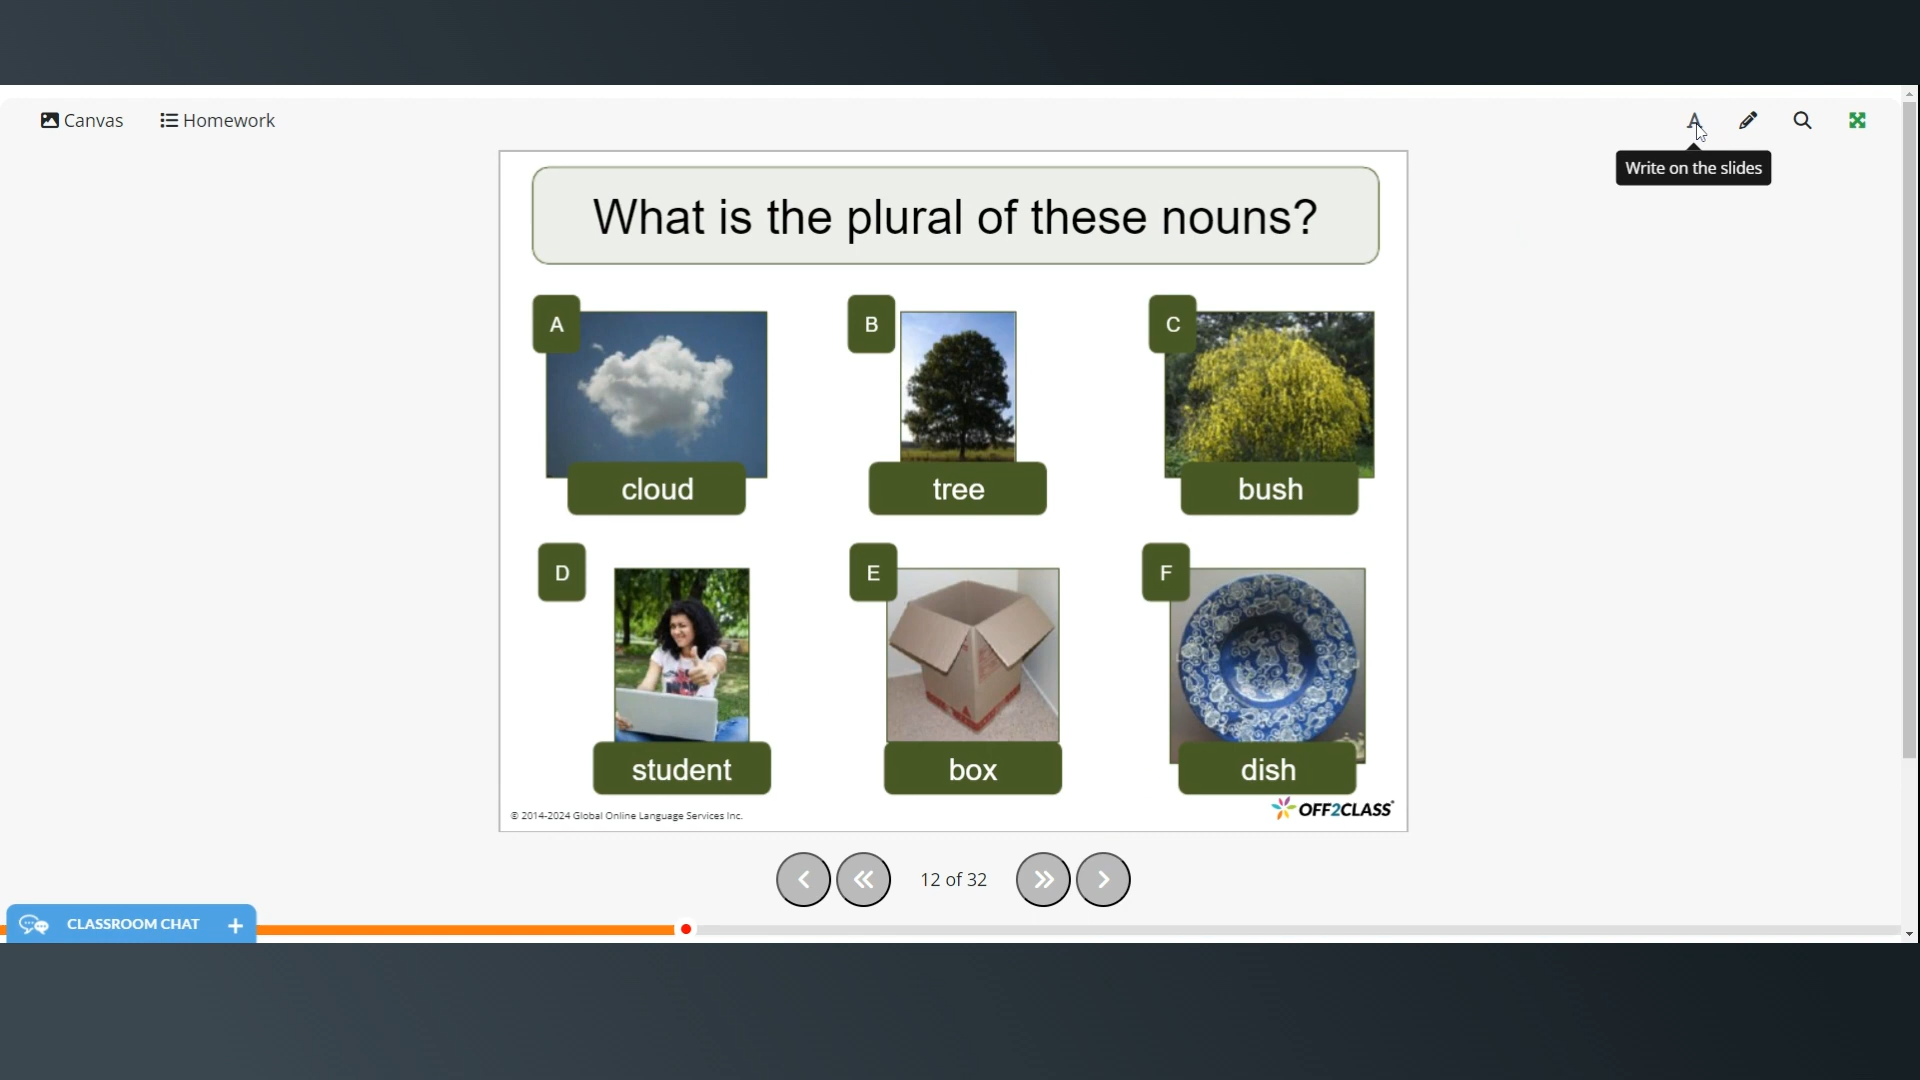 Canvas
Homework
A
Write on the slides
What is the plural of these nouns?
A
B
C
cloud
tree
bush
D
E
F
student
box
dish
© 2014-2024 Global Online Language Services Inc.
OFF2CLASS
12 of 32
CLASSROOM CHAT +